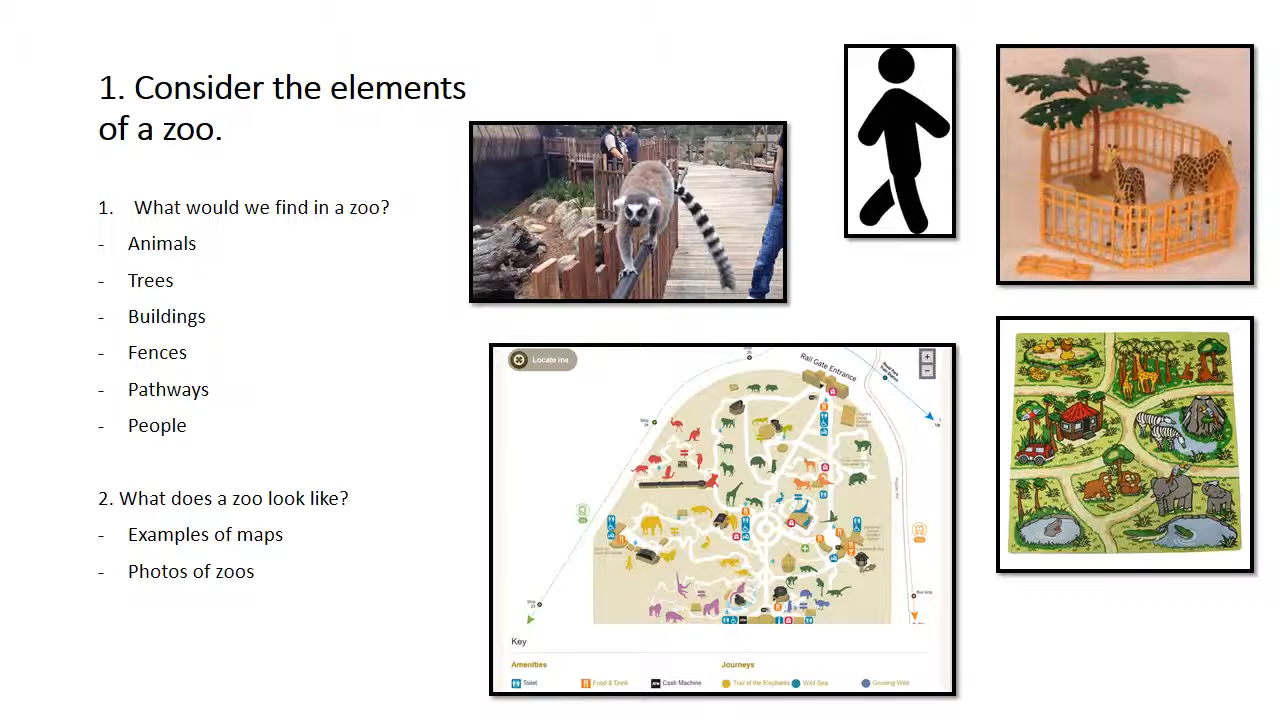 1. Consider the elements
of a zoo.
1. What would we find in a zoo?
- Animals
- Trees
- Buildings
- Fences
- Pathways
- People
2. What does a zoo look like?
- Examples of maps
- Photos of zoos
Locate me
+
-
Rail Gate Entrance
Key
Amenities
Journeys
Toilet
Food & Drink
Cash Machine
Trail of the Elephants
Wild Sea
Growing Wild